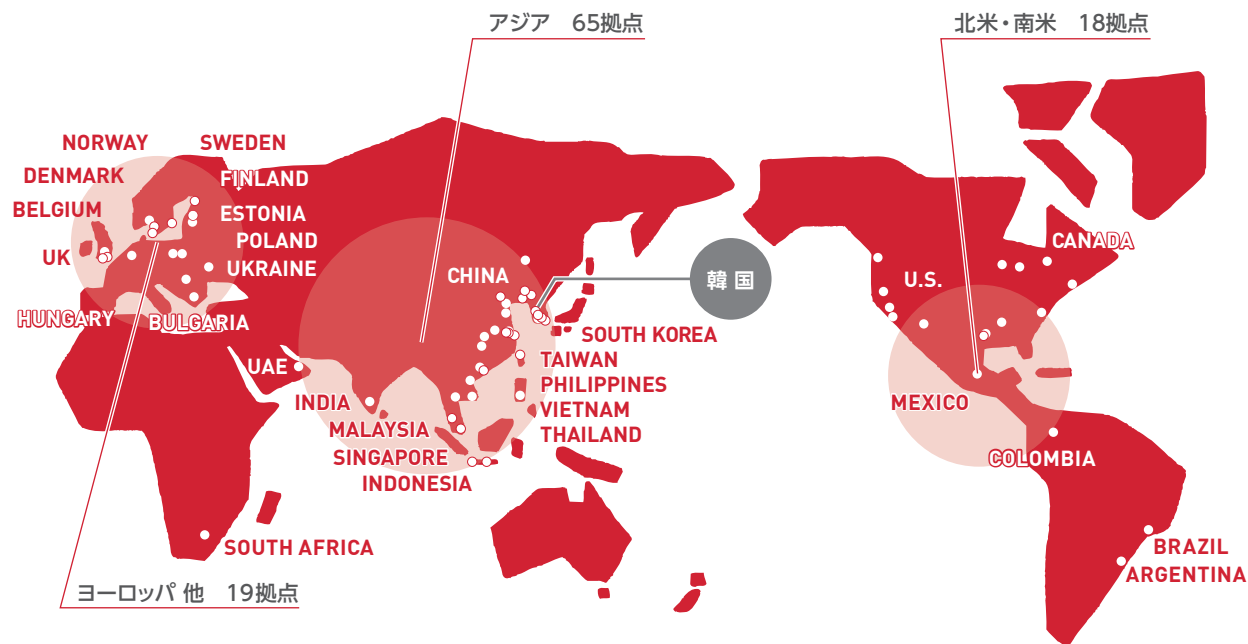 アジア 65拠点
北米・南米 18拠点
NORWAY
SWEDEN
DENMARK
FINLAND
BELGIUM
ESTONIA
POLAND
UK
UKRAINE
HUNGARY
BULGARIA
CHINA
韓国
SOUTH KOREA
UAE
TAIWAN
INDIA
PHILIPPINES
MALAYSIA
VIETNAM
SINGAPORE
THAILAND
INDONESIA
CANADA
U.S.
MEXICO
COLOMBIA
SOUTH AFRICA
BRAZIL
ARGENTINA
ヨーロッパ 他 19拠点